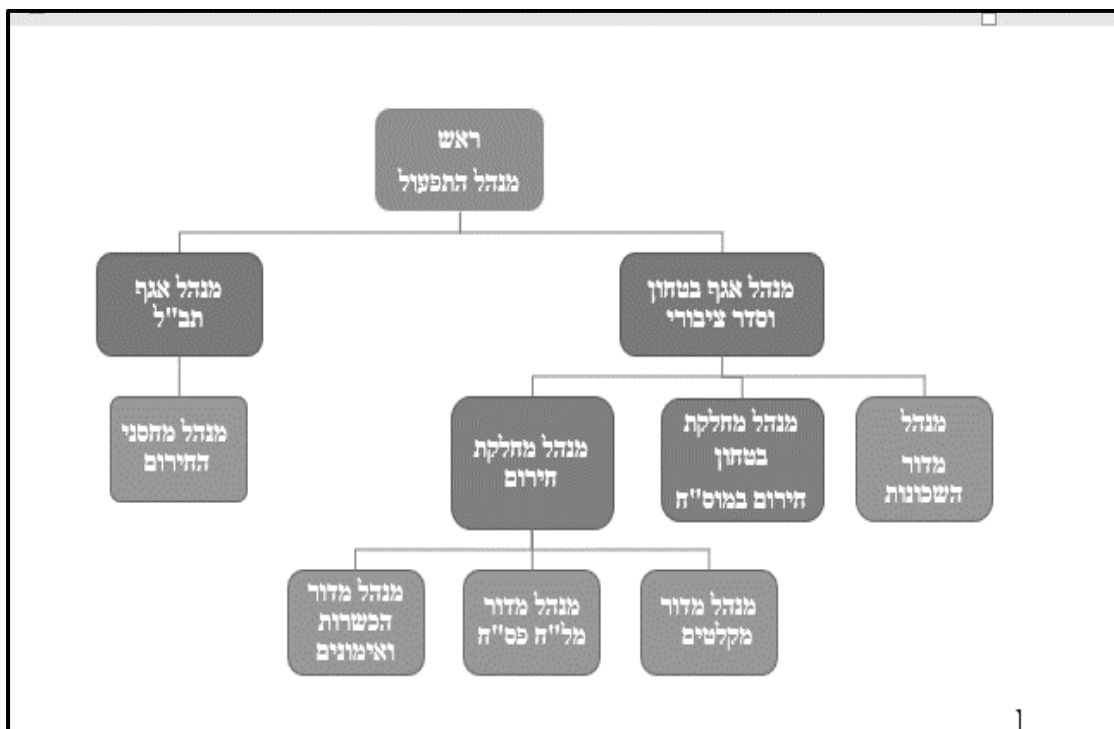 ראש
מנהל התפעול
מנהל אגף בטחון
וסדר ציבורי
מנהל אגף
תב"ל
מנהל
מדור
השכונות
מנהל מחלקת
בטחון
חירום במוס"ח
מנהל מחלקת
חירום
מנהל מחסני
החירום
מנהל מדור
מקלטים
מנהל מדור
מל"ח פס"ח
מנהל מדור
הכשרות
ואימונים
1